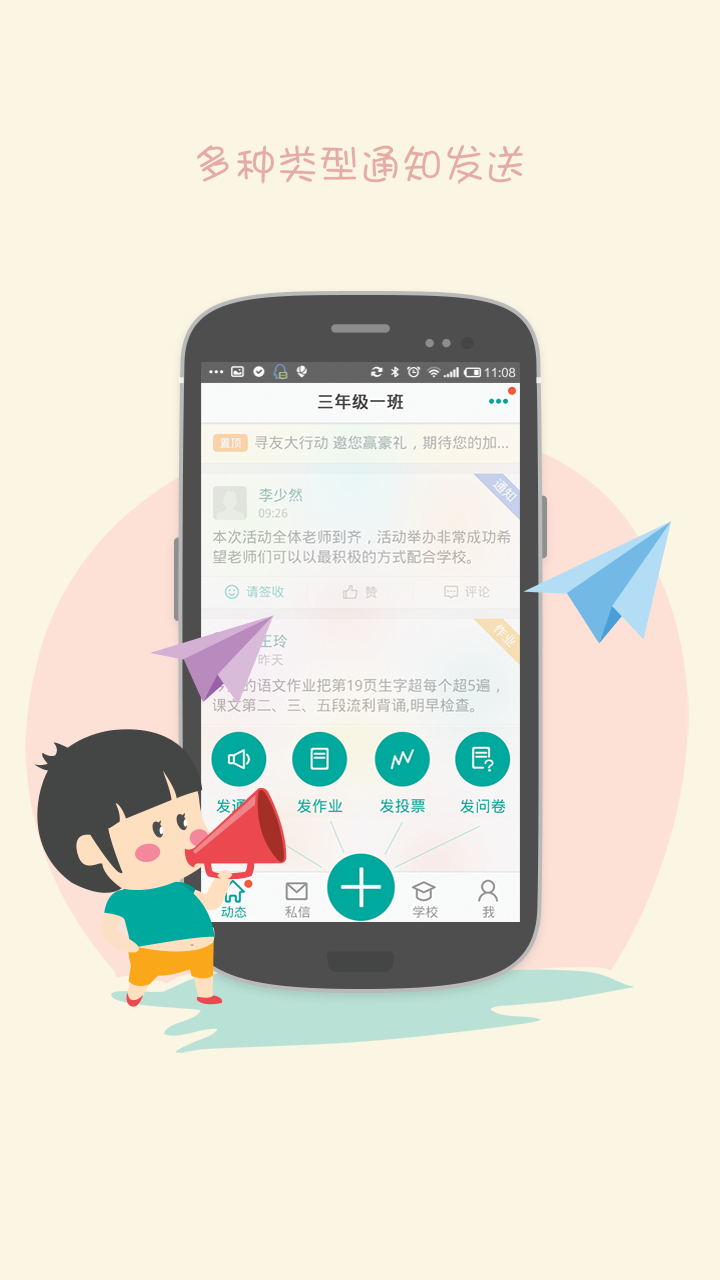 多种类型通知发送
11:08
三年级一班
置顶 寻友大行动 邀您赢豪礼，期待您的加...
李少然
通知
09:26
本次活动全体老师到齐，活动举办非常成功希
望老师们可以以最积极的方式配合学校。
请签收 赞 评论
玲
作业
昨天
的语文作业把第19页生字超每个超5遍，
课文第二、三、五段流利背诵,明早检查。
发通 发作业 发投票 发问卷
动态 私信 学校 我